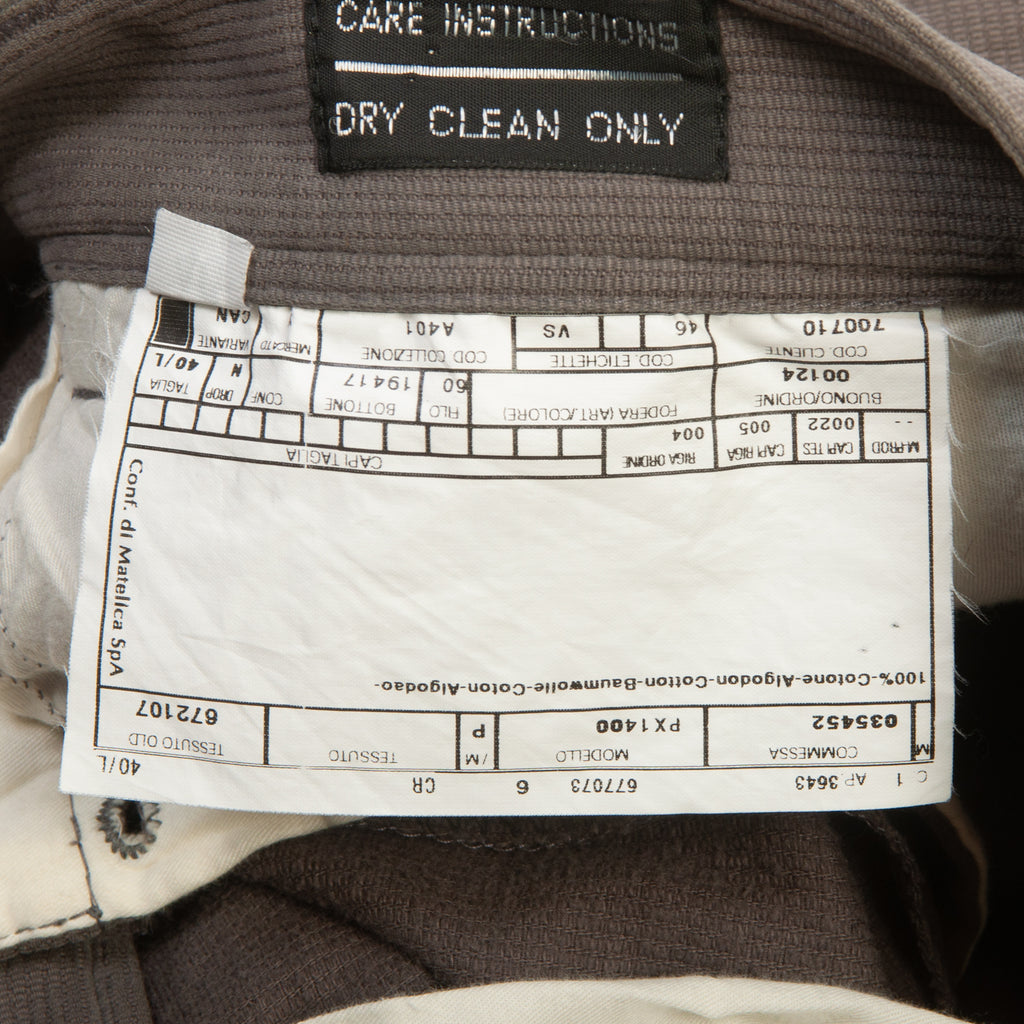 CARE INSTRUCTIONS
DRY CLEAN ONLY
C 1 AP. 3643 677073 6 CR 40/L
M COMMESSA MODELLO /M TESSUTO TESSUTO OLD
035452 PX1400 P 672107
100%-Cotone-Algodon-Cotton-Baumwolle-Coton-Algodao-
Conf. di Matelica SpA
M-PROD CAPI TES CAPI RIGA RIGA ORDINE CAPI TAGLIA
-- 0022 005 004
BUONO/ORDINE FODERA (ART./COLORE) FILO BOTTONE CONF DROP TAGLIA
00124 60 19417 N 40/L
COD. CLIENTE COD. ETICHETTE COD COLLEZIONE MERCATO VARIANTE
700710 46 VS A401 CAN